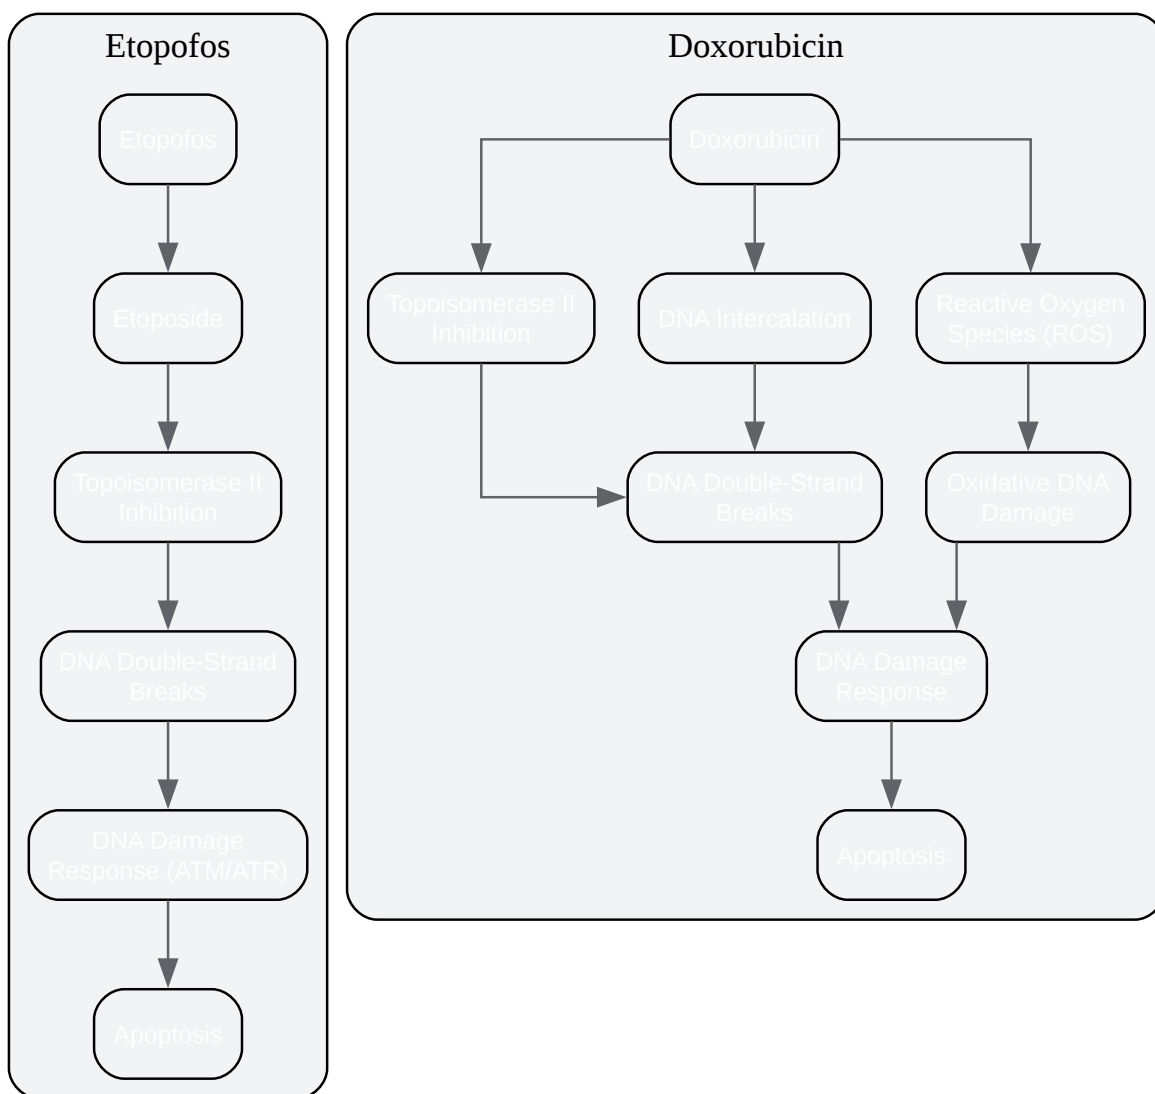 Etopofos
Etopofos
Etoposide
Topoisomerase II
Inhibition
DNA Double-Strand
Breaks
DNA Damage
Response (ATM/ATR)
Apoptosis
Doxorubicin
Doxorubicin
Topoisomerase II
Inhibition
DNA Intercalation
Reactive Oxygen
Species (ROS)
DNA Double-Strand
Breaks
Oxidative DNA
Damage
DNA Damage
Response
Apoptosis